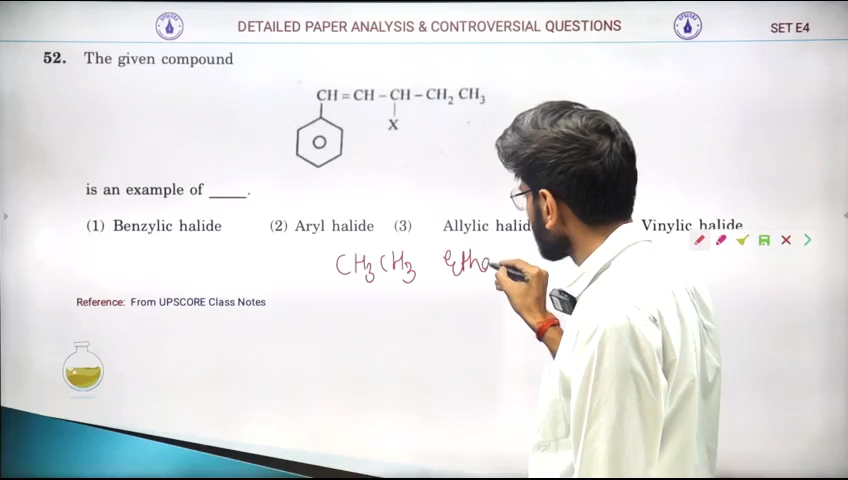 DETAILED PAPER ANALYSIS & CONTROVERSIAL QUESTIONS
SET E4
52. The given compound
CH = CH – CH – CH₂ CH₃
X
is an example of ____.
(1) Benzylic halide (2) Aryl halide (3) Allylic halid Vinylic halide
CH₃ CH₃ Etha
Reference: From UPSCORE Class Notes